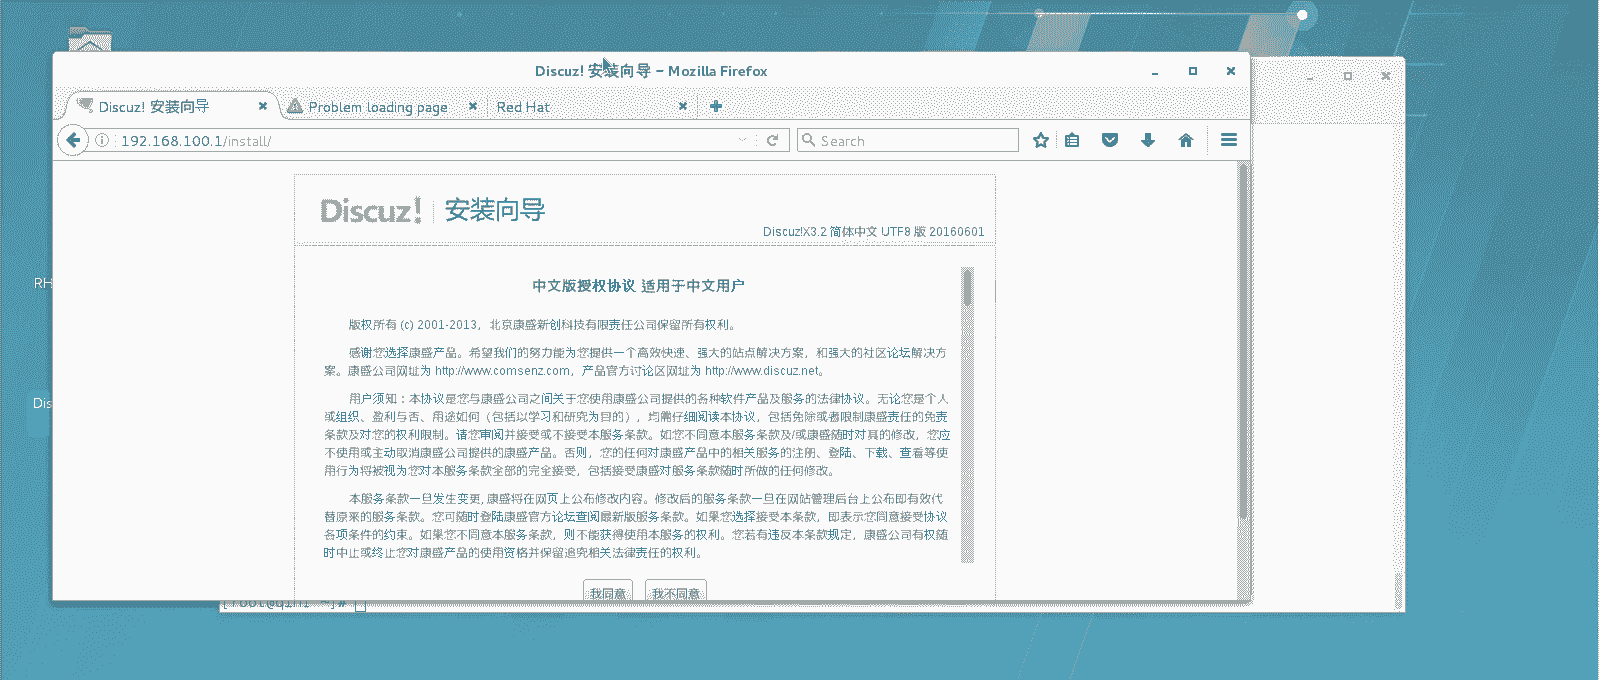 Discuz! 安装向导 - Mozilla Firefox
Discuz! 安装向导
Problem loading page
Red Hat
192.168.100.1/install/
Search
Discuz! 安装向导
Discuz!X3.2 简体中文 UTF8 版 20160601
中文版授权协议 适用于中文用户
版权所有 (c) 2001-2013，北京康盛新创科技有限责任公司保留所有权利。
感谢您选择康盛产品。希望我们的努力能为您提供一个高效快速、强大的站点解决方案，和强大的社区论坛解决方
案。康盛公司网址为 http://www.comsenz.com，产品官方讨论区网址为 http://www.discuz.net。
用户须知：本协议是您与康盛公司之间关于您使用康盛公司提供的各种软件产品及服务的法律协议。无论您是个人
或组织、盈利与否、用途如何（包括以学习和研究为目的），均需仔细阅读本协议，包括免除或者限制康盛责任的免责
条款及对您的权利限制。请您审阅并接受或不接受本服务条款。如您不同意本服务条款及/或康盛随时对其的修改，您应
不使用或主动取消康盛公司提供的康盛产品。否则，您的任何对康盛产品中的相关服务的注册、登陆、下载、查看等使
用行为将被视为您对本服务条款全部的完全接受，包括接受康盛对服务条款随时所做的任何修改。
本服务条款一旦发生变更, 康盛将在网页上公布修改内容。修改后的服务条款一旦在网站管理后台上公布即有效代
替原来的服务条款。您可随时登陆康盛官方论坛查阅最新版服务条款。如果您选择接受本条款，即表示您同意接受协议
各项条件的约束。如果您不同意本服务条款，则不能获得使用本服务的权利。您若有违反本条款规定，康盛公司有权随
时中止或终止您对康盛产品的使用资格并保留追究相关法律责任的权利。
我同意 我不同意
RH
Dis